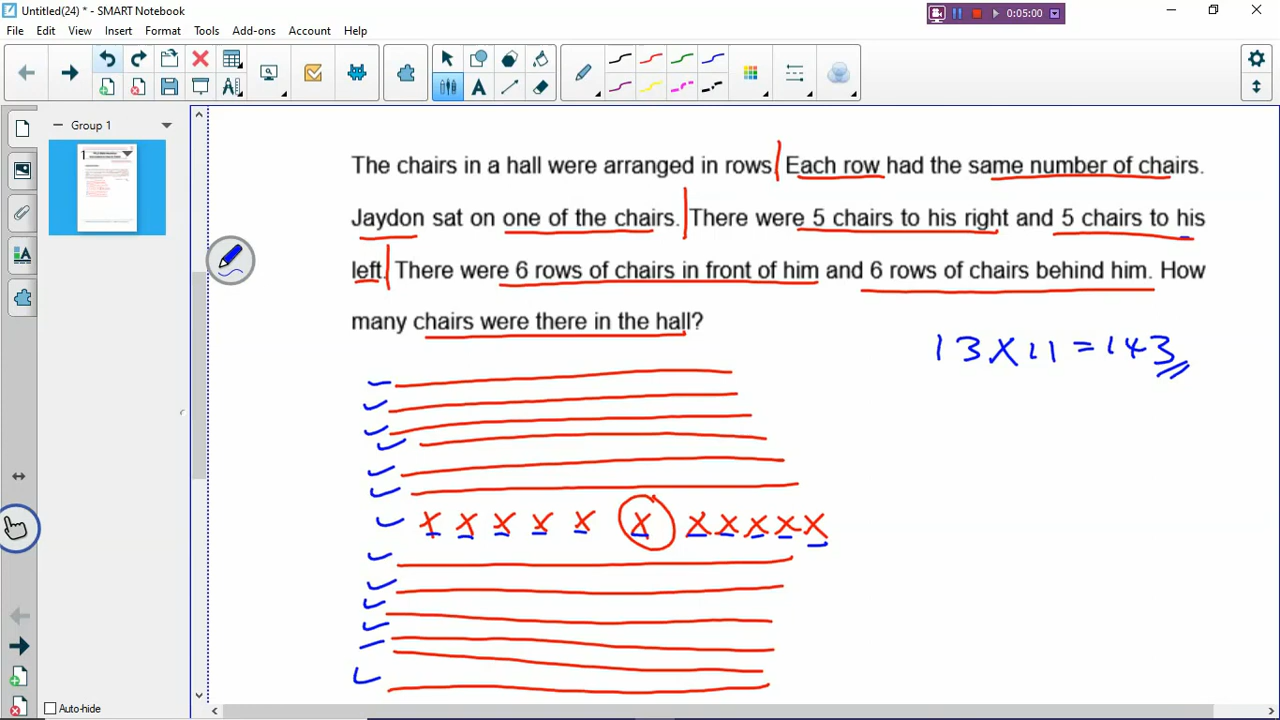 Untitled(24) * - SMART Notebook
00:05:00
File Edit View Insert Format Tools Add-ons Account Help
Group 1
1
The chairs in a hall were arranged in rows. Each row had the same number of chairs.
Jaydon sat on one of the chairs. There were 5 chairs to his right and 5 chairs to his
left. There were 6 rows of chairs in front of him and 6 rows of chairs behind him. How
many chairs were there in the hall?
13 X 11 = 143
X X X X X X X X X X X
Auto-hide